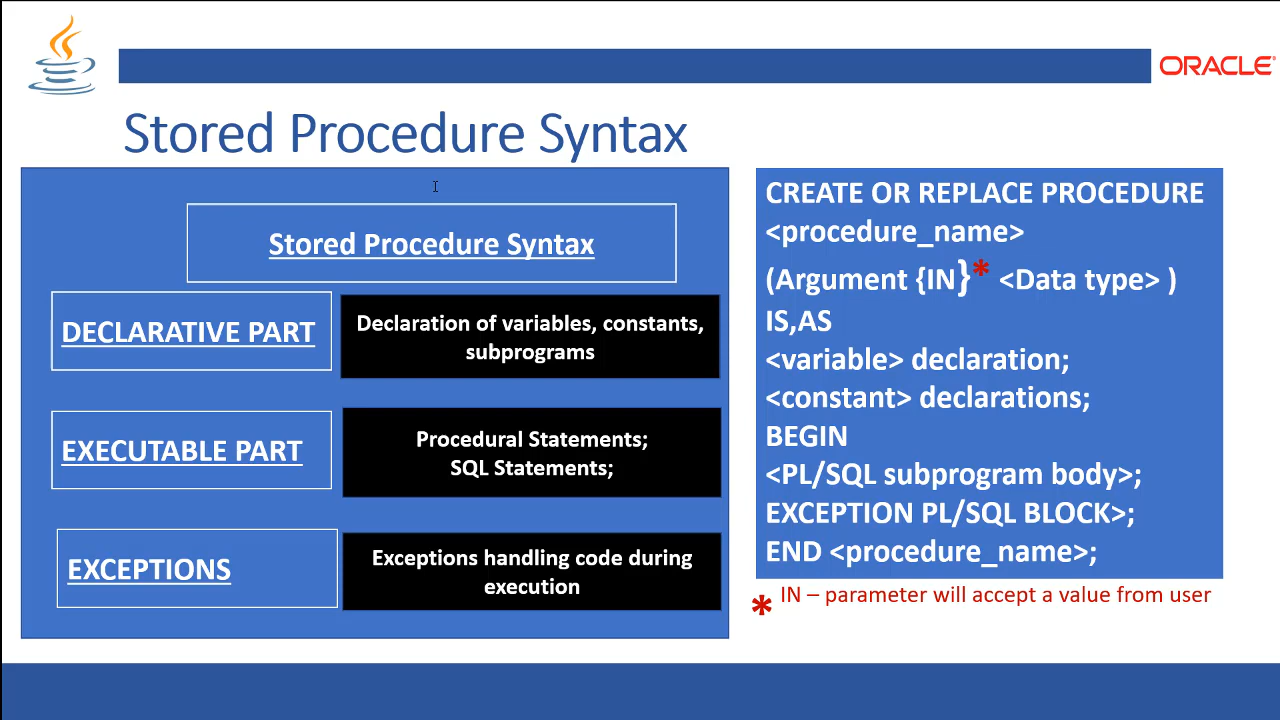 ORACLE
Stored Procedure Syntax
Stored Procedure Syntax
DECLARATIVE PART
Declaration of variables, constants,
subprograms
EXECUTABLE PART
Procedural Statements;
SQL Statements;
EXCEPTIONS
Exceptions handling code during
execution
CREATE OR REPLACE PROCEDURE
<procedure_name>
(Argument {IN}* <Data type> )
IS,AS
<variable> declaration;
<constant> declarations;
BEGIN
<PL/SQL subprogram body>;
EXCEPTION PL/SQL BLOCK>;
END <procedure_name>;
* IN – parameter will accept a value from user